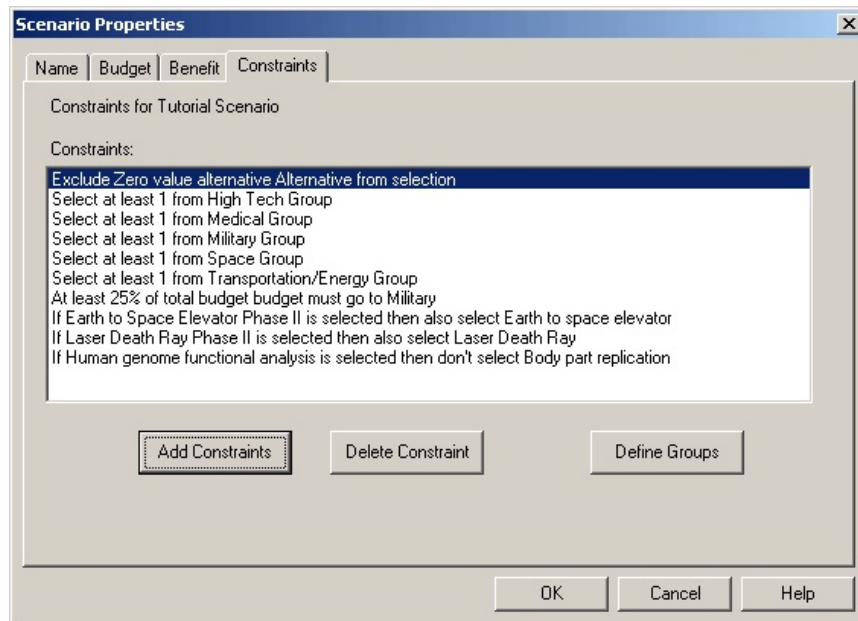 Scenario Properties
Name Budget Benefit Constraints
Constraints for Tutorial Scenario
Constraints:
Exclude Zero value alternative Alternative from selection
Select at least 1 from High Tech Group
Select at least 1 from Medical Group
Select at least 1 from Military Group
Select at least 1 from Space Group
Select at least 1 from Transportation/Energy Group
At least 25% of total budget budget must go to Military
If Earth to Space Elevator Phase II is selected then also select Earth to space elevator
If Laser Death Ray Phase II is selected then also select Laser Death Ray
If Human genome functional analysis is selected then don't select Body part replication
Add Constraints Delete Constraint Define Groups
OK Cancel Help